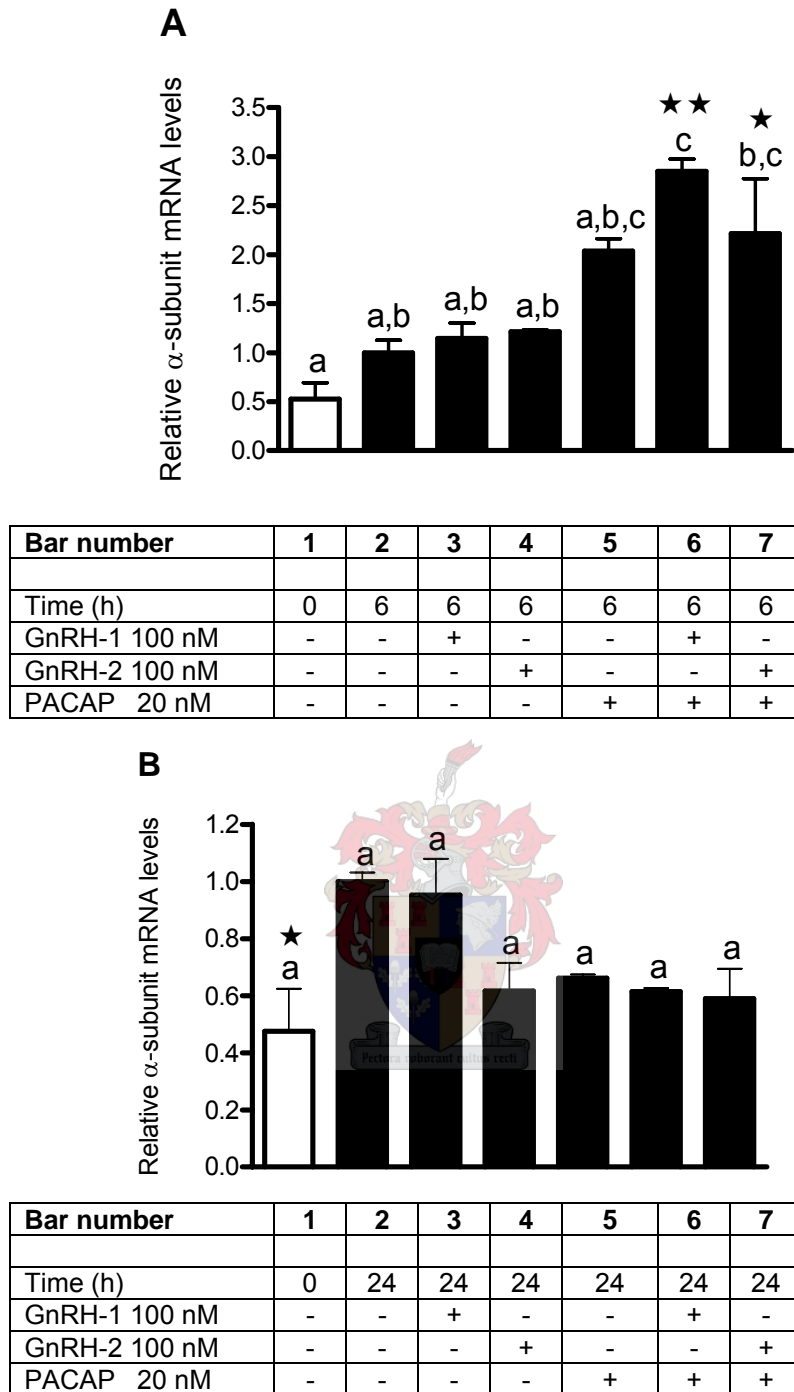 A
Relative α-subunit mRNA levels
3.5
3.0
2.5
2.0
1.5
1.0
0.5
0.0
★★ ★
a a,b a,b a,b a,b,c c b,c
Bar number 1 2 3 4 5 6 7
Time (h) 0 6 6 6 6 6 6
GnRH-1 100 nM - - + - - + -
GnRH-2 100 nM - - - + - - +
PACAP 20 nM - - - - + + +
B
Relative α-subunit mRNA levels
1.2
1.0
0.8
0.6
0.4
0.2
0.0
★
a a a a a a a
Pectora roborant cultus recti
Bar number 1 2 3 4 5 6 7
Time (h) 0 24 24 24 24 24 24
GnRH-1 100 nM - - + - - + -
GnRH-2 100 nM - - - + - - +
PACAP 20 nM - - - - + + +